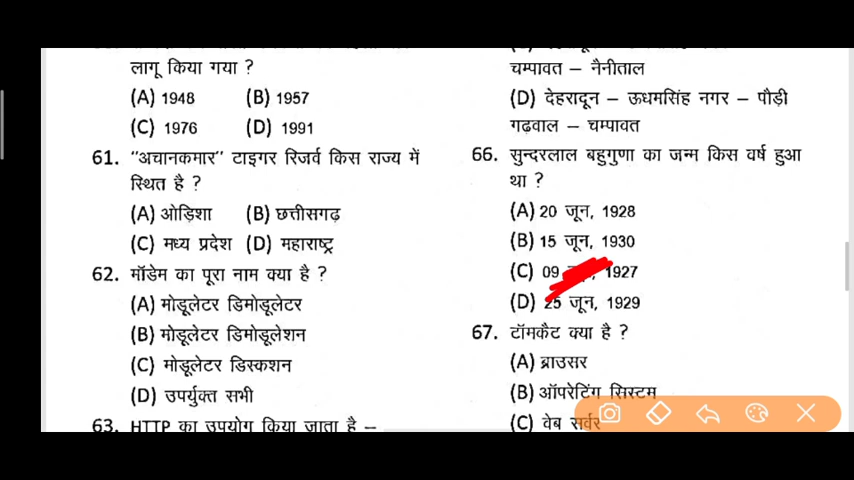 लागू किया गया ?
(A) 1948 (B) 1957
(C) 1976 (D) 1991
61. "अचानकमार" टाइगर रिजर्व किस राज्य में
स्थित है ?
(A) ओड़िशा (B) छत्तीसगढ़
(C) मध्य प्रदेश (D) महाराष्ट्र
62. मॉडेम का पूरा नाम क्या है ?
(A) मोडूलेटर डिमोडूलेटर
(B) मोडूलेटर डिमोडूलेशन
(C) मोडूलेटर डिस्कशन
(D) उपर्युक्त सभी
63. HTTP का उपयोग किया जाता है –
चम्पावत – नैनीताल
(D) देहरादून – ऊधमसिंह नगर – पौड़ी
गढवाल – चम्पावत
66. सुन्दरलाल बहुगुणा का जन्म किस वर्ष हुआ
था ?
(A) 20 जून, 1928
(B) 15 जून, 1930
(C) 09 1927
(D) 25 जून, 1929
67. टॉमकैट क्या है ?
(A) ब्राउसर
(B) ऑपरेटिंग सिस्टम
(C) वेब सर्वर